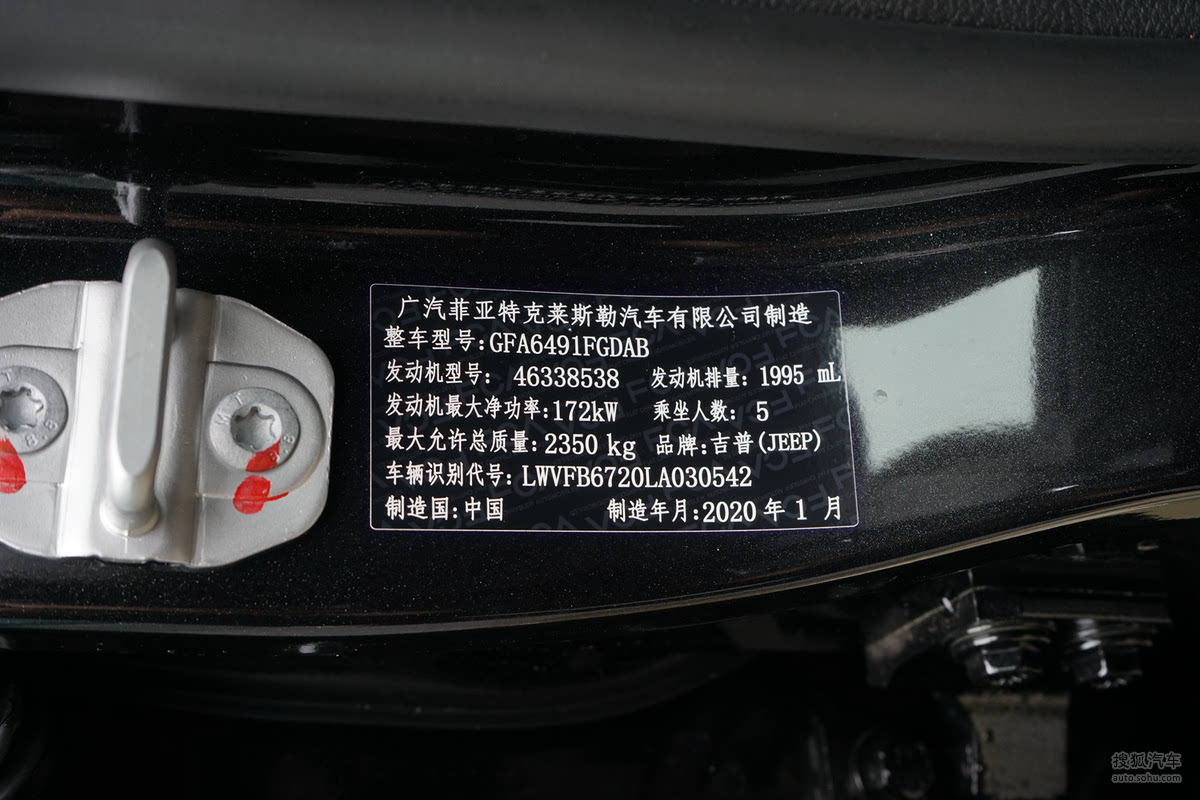 广汽菲亚特克莱斯勒汽车有限公司制造
整车型号:GFA6491FGDAB
发动机型号: 46338538 发动机排量: 1995 mL
发动机最大净功率:172kW 乘坐人数: 5
最大允许总质量:2350 kg 品牌:吉普(JEEP)
车辆识别代号:LWVFB6720LA030542
制造国:中国 制造年月:2020 年 1 月
8.8
搜狐汽车
auto.sohu.com